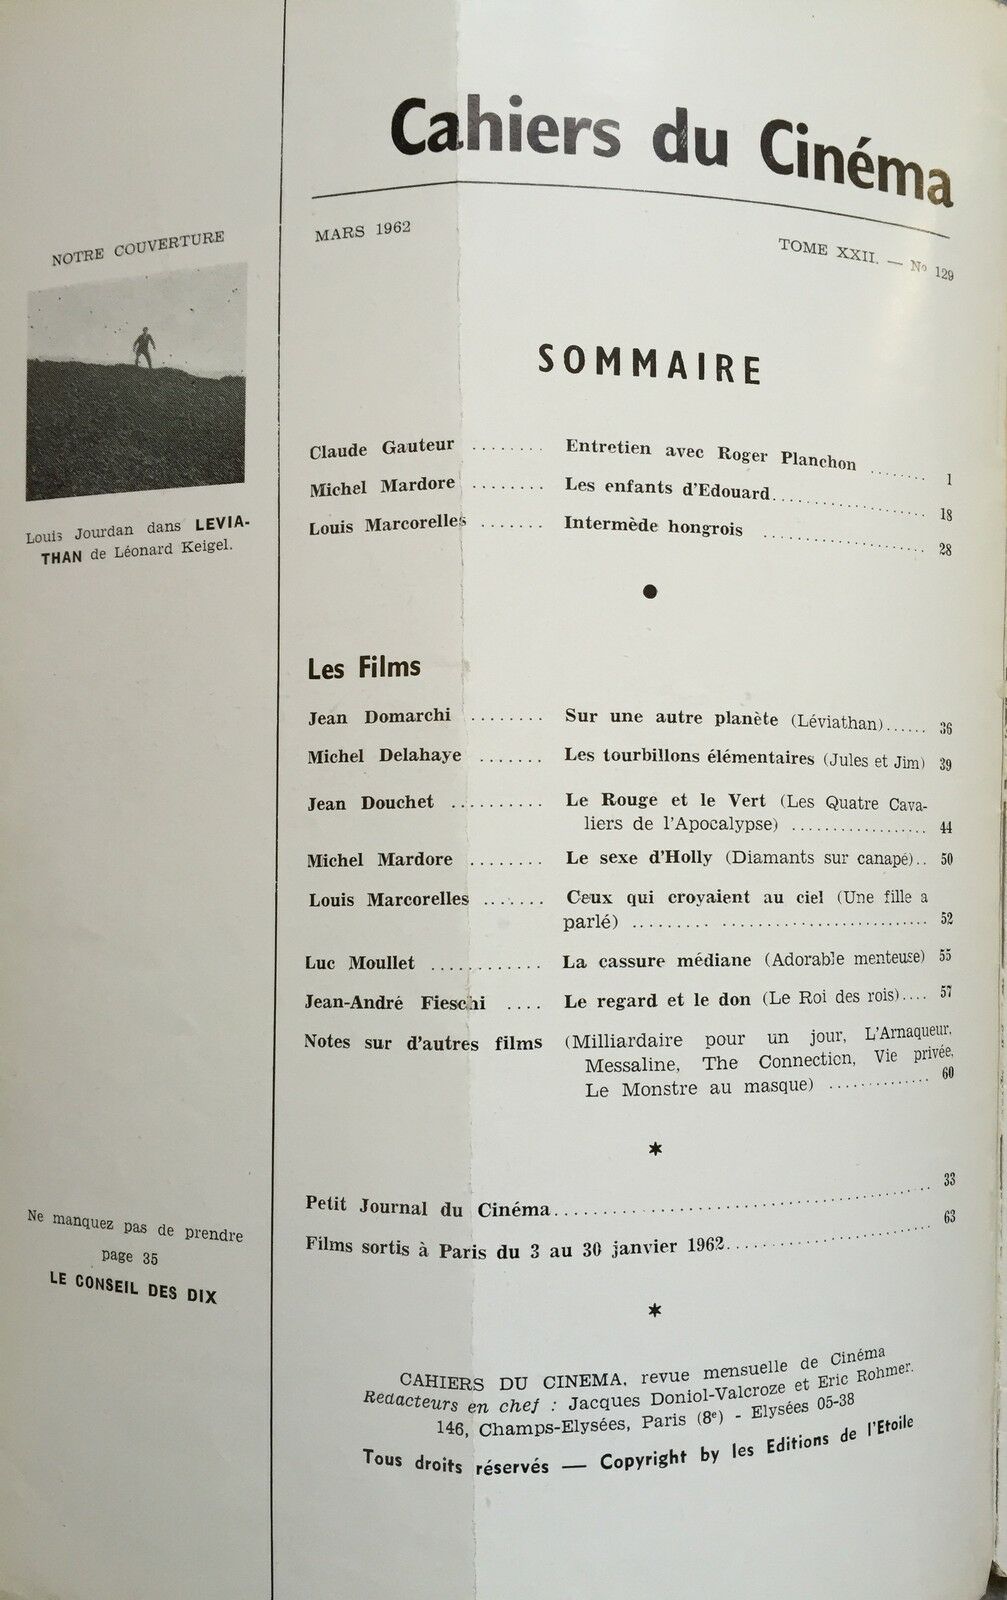 Cahiers du Cinéma
MARS 1962
TOME XXII. — No 129
NOTRE COUVERTURE
Louis Jourdan dans LEVIA-
THAN de Léonard Keigel.
SOMMAIRE
Claude Gauteur ........ Entretien avec Roger Planchon ........ 1
Michel Mardore ........ Les enfants d'Edouard.................. 18
Louis Marcorelles ....... Intermède hongrois .................. 28
●
Les Films
Jean Domarchi ........ Sur une autre planète (Léviathan)...... 36
Michel Delahaye ....... Les tourbillons élémentaires (Jules et Jim) 39
Jean Douchet .......... Le Rouge et le Vert (Les Quatre Cava-
liers de l'Apocalypse) .................. 44
Michel Mardore ........ Le sexe d'Holly (Diamants sur canapé).. 50
Louis Marcorelles ....... Ceux qui croyaient au ciel (Une fille a
parlé) ...................................... 52
Luc Moullet ............ La cassure médiane (Adorable menteuse) 55
Jean-André Fieschi .... Le regard et le don (Le Roi des rois).... 57
Notes sur d'autres films (Milliardaire pour un jour, L'Arnaqueur,
Messaline, The Connection, Vie privée,
Le Monstre au masque) .............. 60
*
Petit Journal du Cinéma.......................................... 33
Films sortis à Paris du 3 au 30 janvier 1962...................... 63
*
Ne manquez pas de prendre
page 35
LE CONSEIL DES DIX
CAHIERS DU CINEMA, revue mensuelle de Cinéma
Redacteurs en chef : Jacques Doniol-Valcroze et Eric Rohmer.
146, Champs-Elysées, Paris (8e) - Elysées 05-38
Tous droits réservés — Copyright by les Editions de l'Etoile